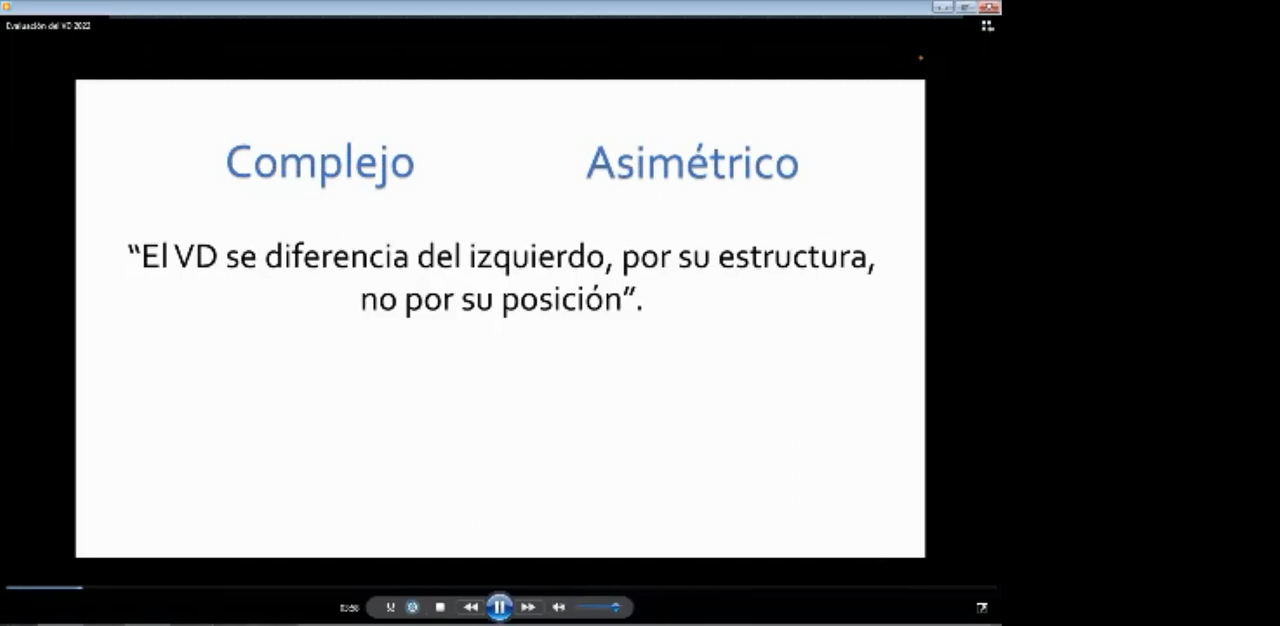 Evaluación del VD 2022
Complejo Asimétrico
“El VD se diferencia del izquierdo, por su estructura,
no por su posición”.